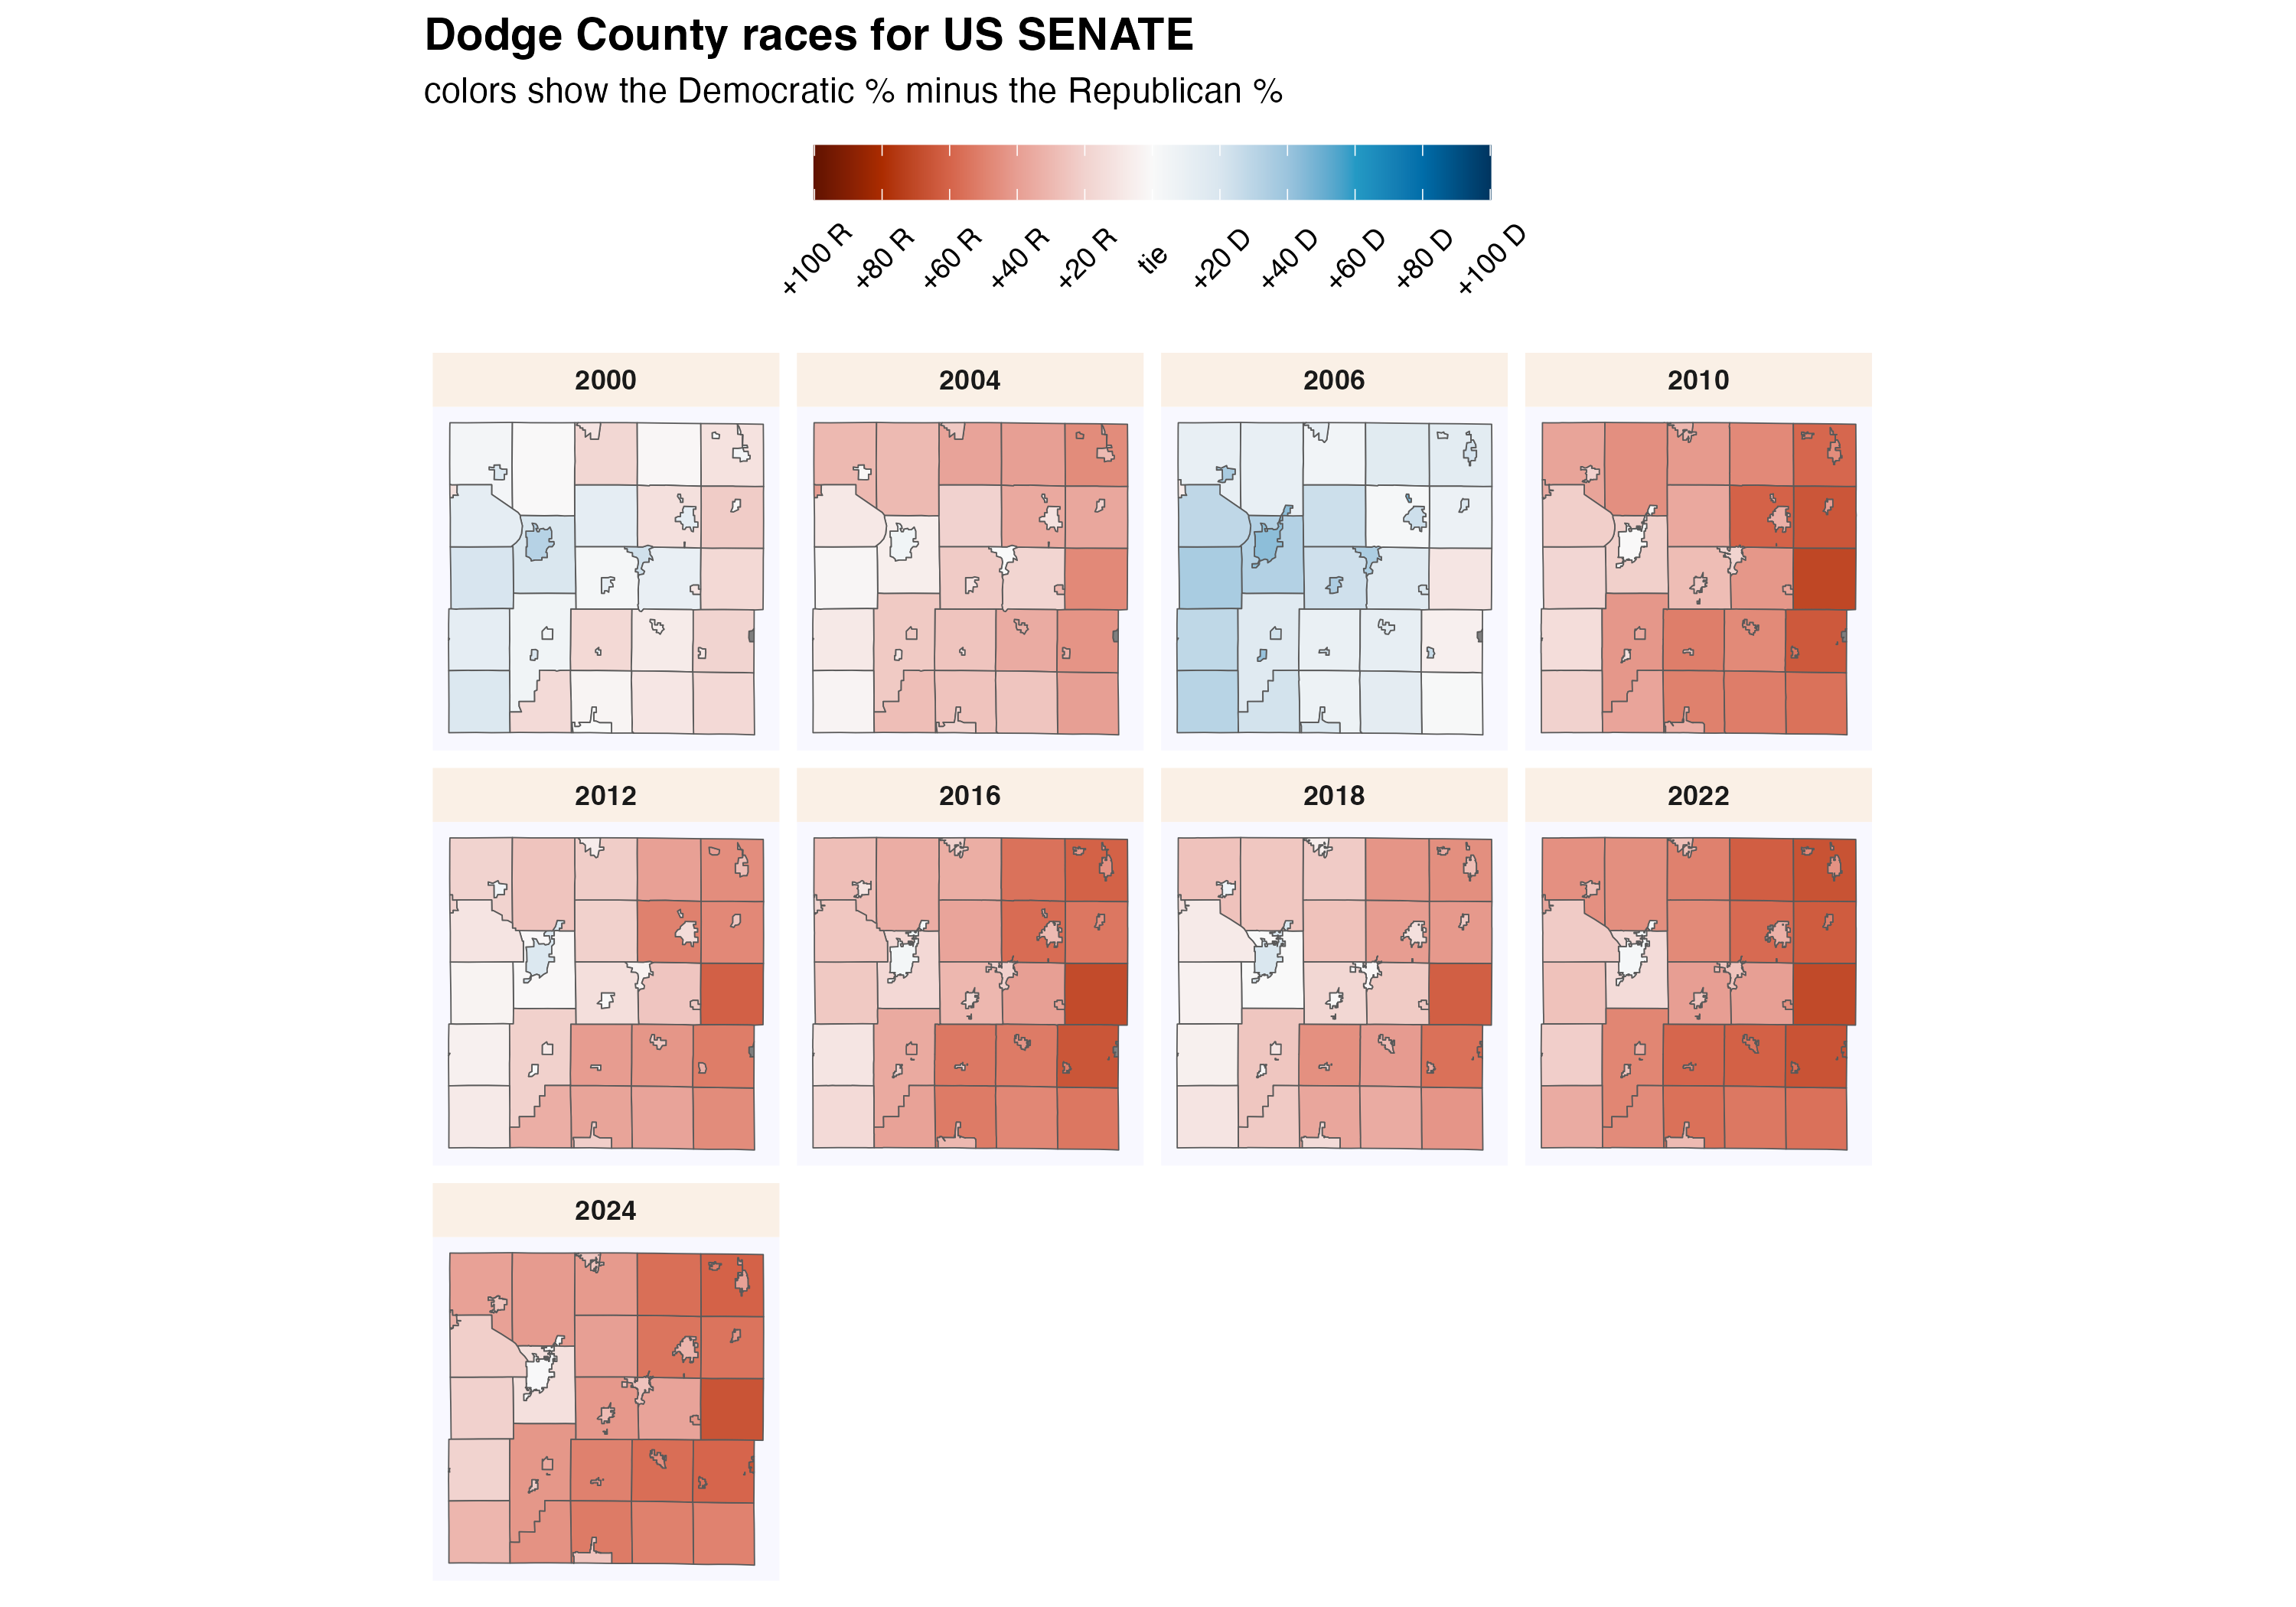 Dodge County races for US SENATE
colors show the Democratic % minus the Republican %
+100 R
+80 R
+60 R
+40 R
+20 R
tie
+20 D
+40 D
+60 D
+80 D
+100 D
2000
2004
2006
2010
2012
2016
2018
2022
2024